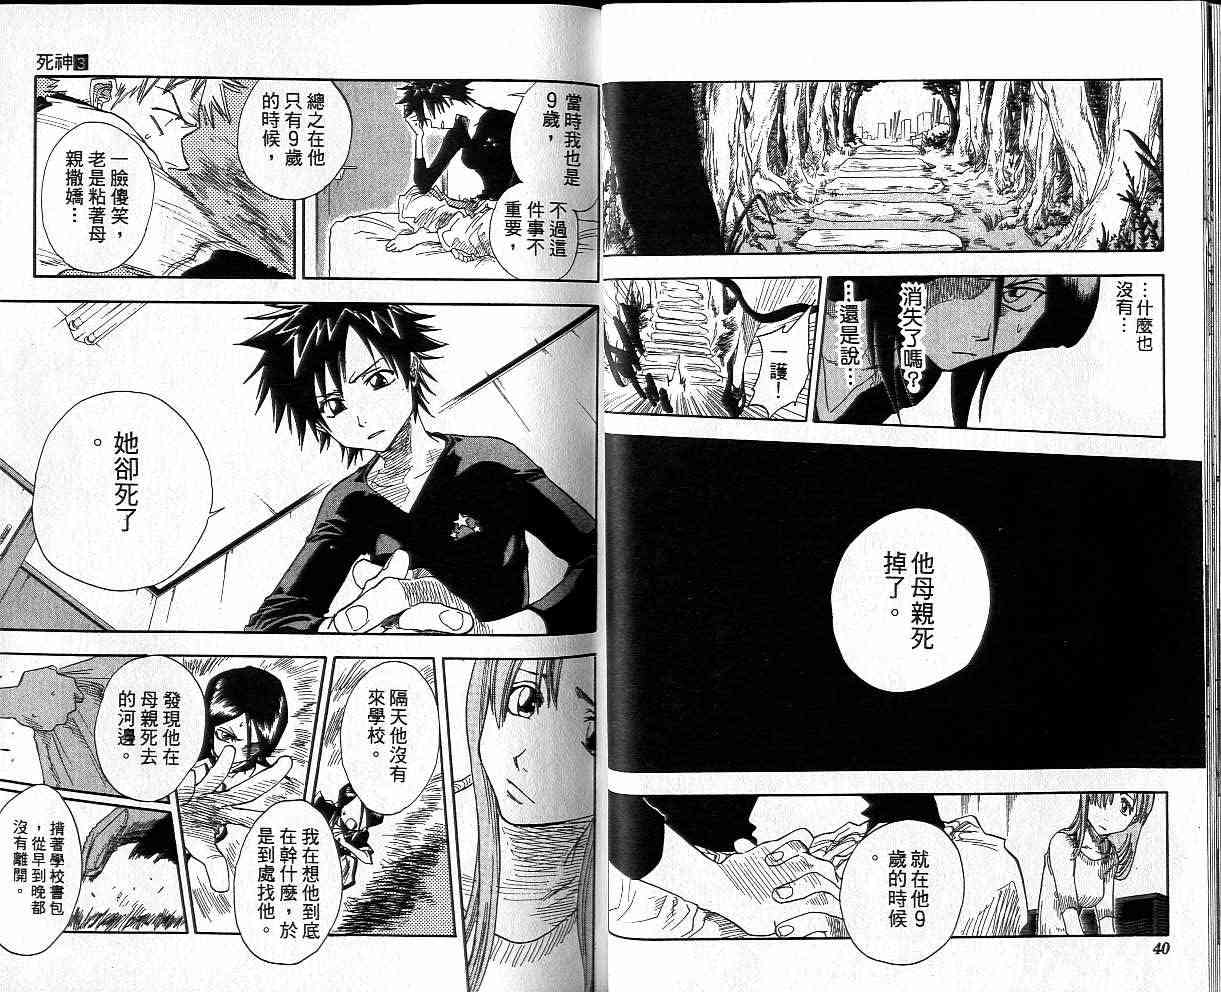 …什麼也
沒有…
消失了嗎?
…還是說…
一護!
他母親死
掉了。
就在他9
歲的時候
。
40
死神3
當時我也是
9歲,
不過這
件事不
重要,
總之在他
只有9歲
的時候,
一臉傻笑,
老是粘著母
親撒嬌…
她卻死了
。
隔天他沒有
來學校。
我在想他到底
在幹什麼,於
是到處找他。
發現他在
母親死去
的河邊。
揹著學校書包
,從早到晚都
沒有離開。